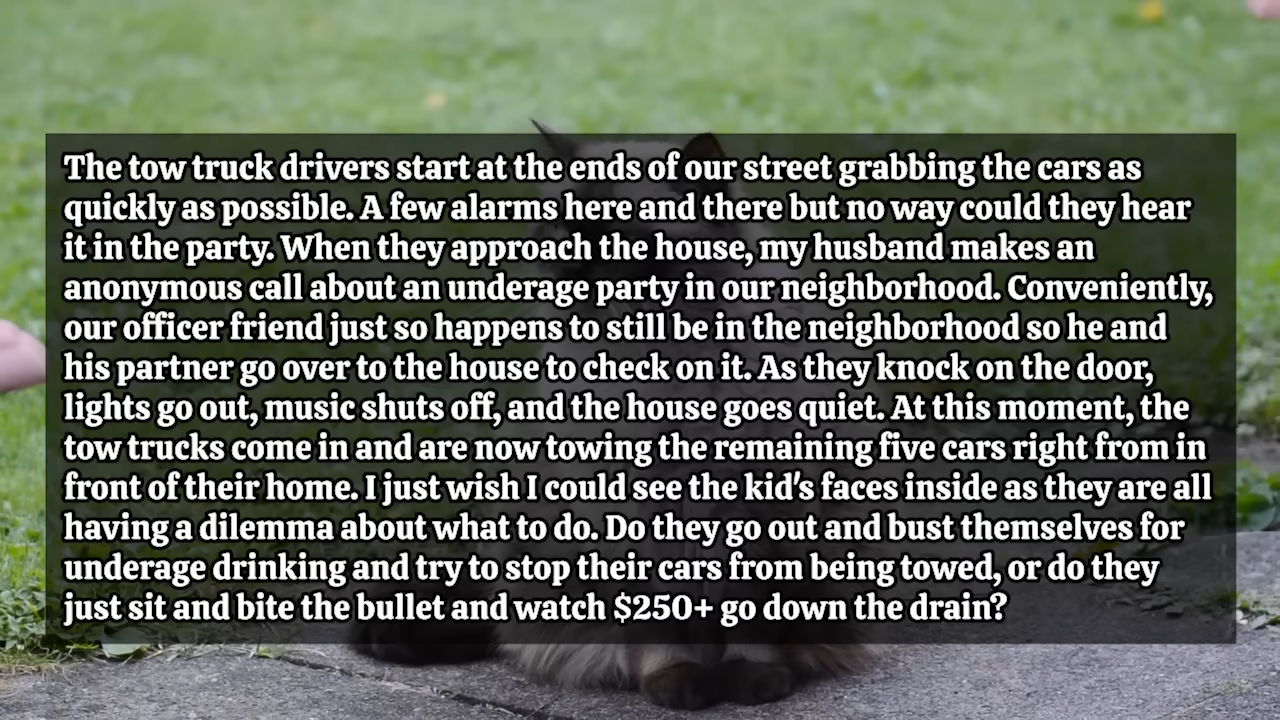 The tow truck drivers start at the ends of our street grabbing the cars as
quickly as possible. A few alarms here and there but no way could they hear
it in the party. When they approach the house, my husband makes an
anonymous call about an underage party in our neighborhood. Conveniently,
our officer friend just so happens to still be in the neighborhood so he and
his partner go over to the house to check on it. As they knock on the door,
lights go out, music shuts off, and the house goes quiet. At this moment, the
tow trucks come in and are now towing the remaining five cars right from in
front of their home. I just wish I could see the kid's faces inside as they are all
having a dilemma about what to do. Do they go out and bust themselves for
underage drinking and try to stop their cars from being towed, or do they
just sit and bite the bullet and watch $250+ go down the drain?